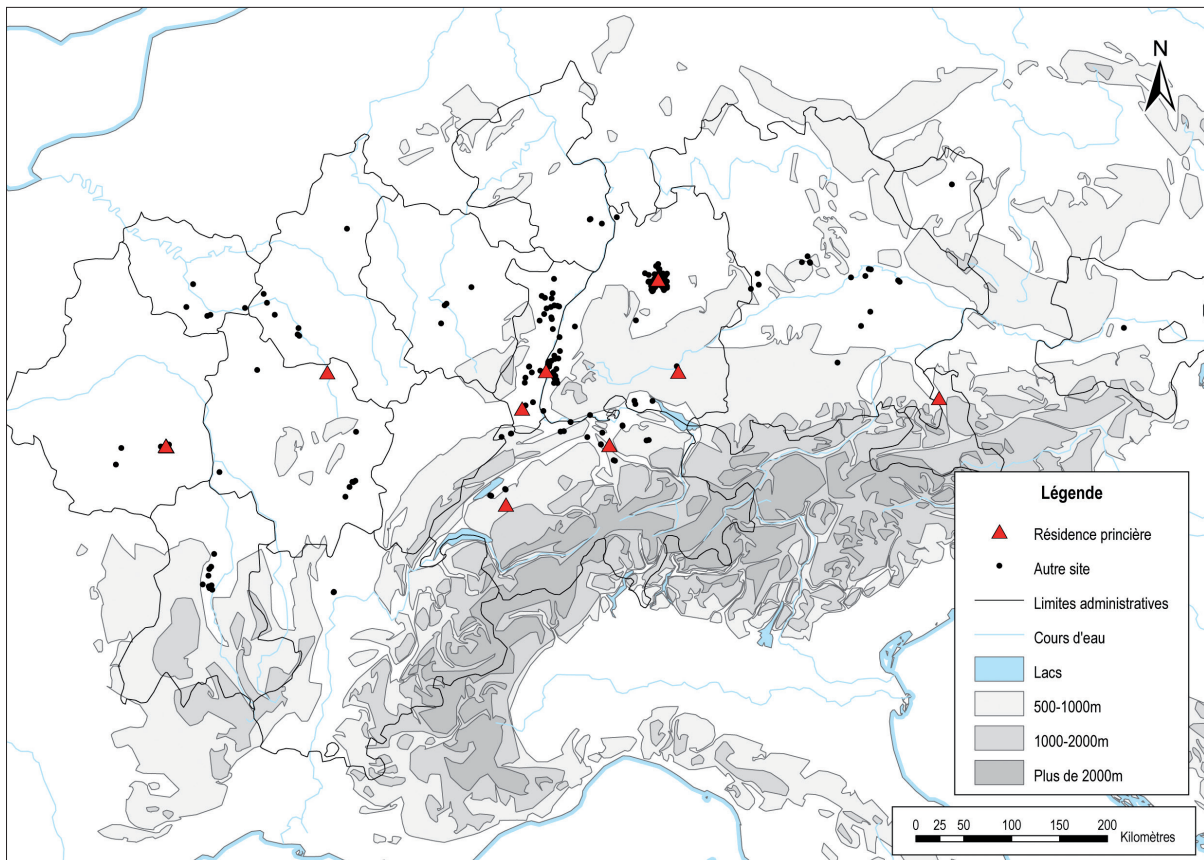 N
Légende
Résidence princière
Autre site
Limites administratives
Cours d'eau
Lacs
500-1000m
1000-2000m
Plus de 2000m
0 25 50 100 150 200
Kilomètres